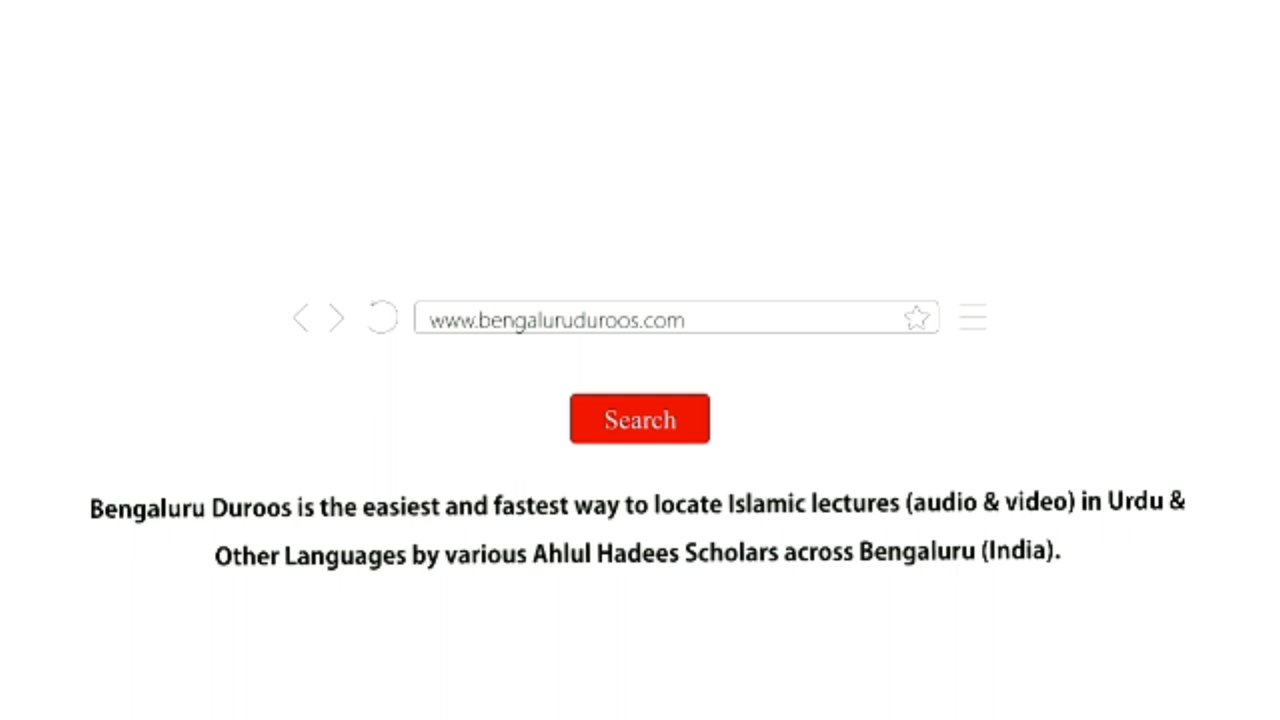 www.bengaluruduroos.com
Search
Bengaluru Duroos is the easiest and fastest way to locate Islamic lectures (audio & video) in Urdu &
Other Languages by various Ahlul Hadees Scholars across Bengaluru (India).